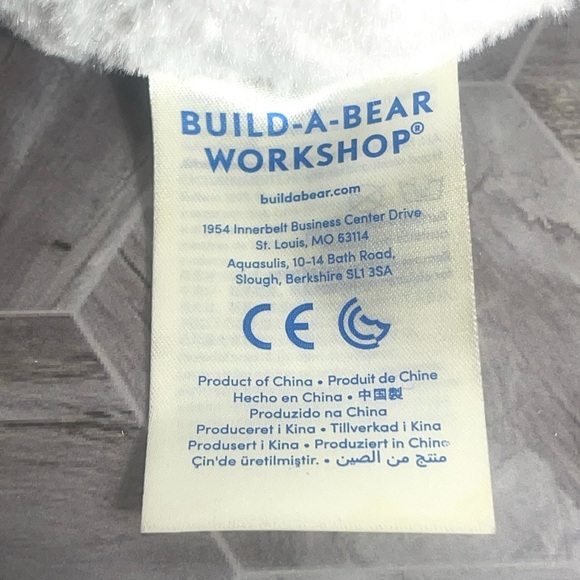 BUILD-A-BEAR
WORKSHOP®
buildabear.com
1954 Innerbelt Business Center Drive
St. Louis, MO 63114
Aquasulis, 10-14 Bath Road,
Slough, Berkshire SL1 3SA
CE
Product of China • Produit de Chine
Hecho en China • 中国製
Produzido na China
Produceret i Kina • Tillverkad i Kina
Produsert i Kina • Produziert in China
Çin'de üretilmiştir. • منتج من الصين